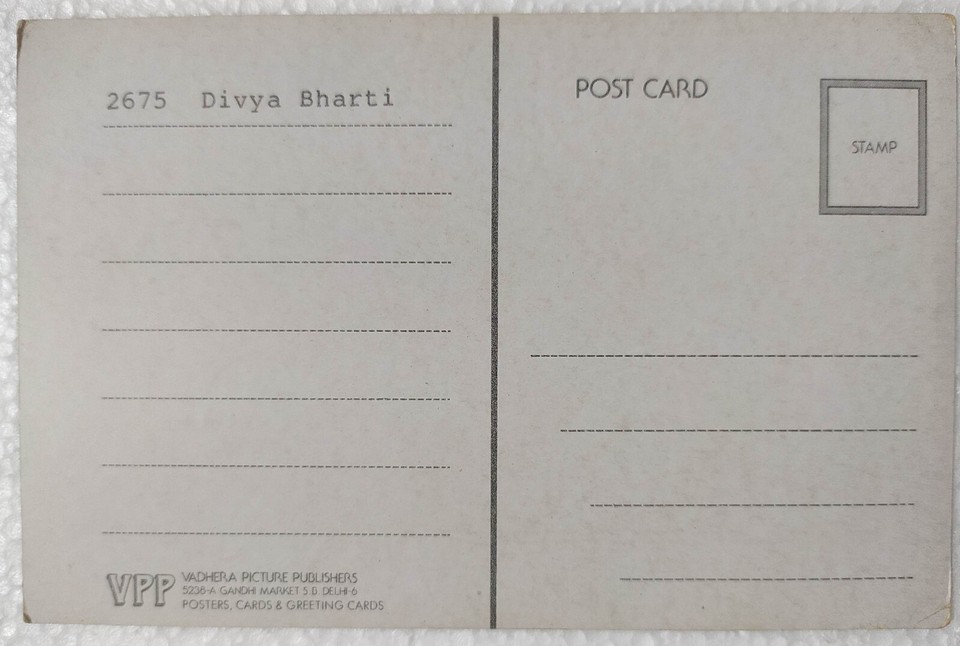 2675 Divya Bharti
POST CARD
STAMP
VPP
VADHERA PICTURE PUBLISHERS
5238-A GANDHI MARKET S.B. DELHI-6
POSTERS, CARDS & GREETING CARDS